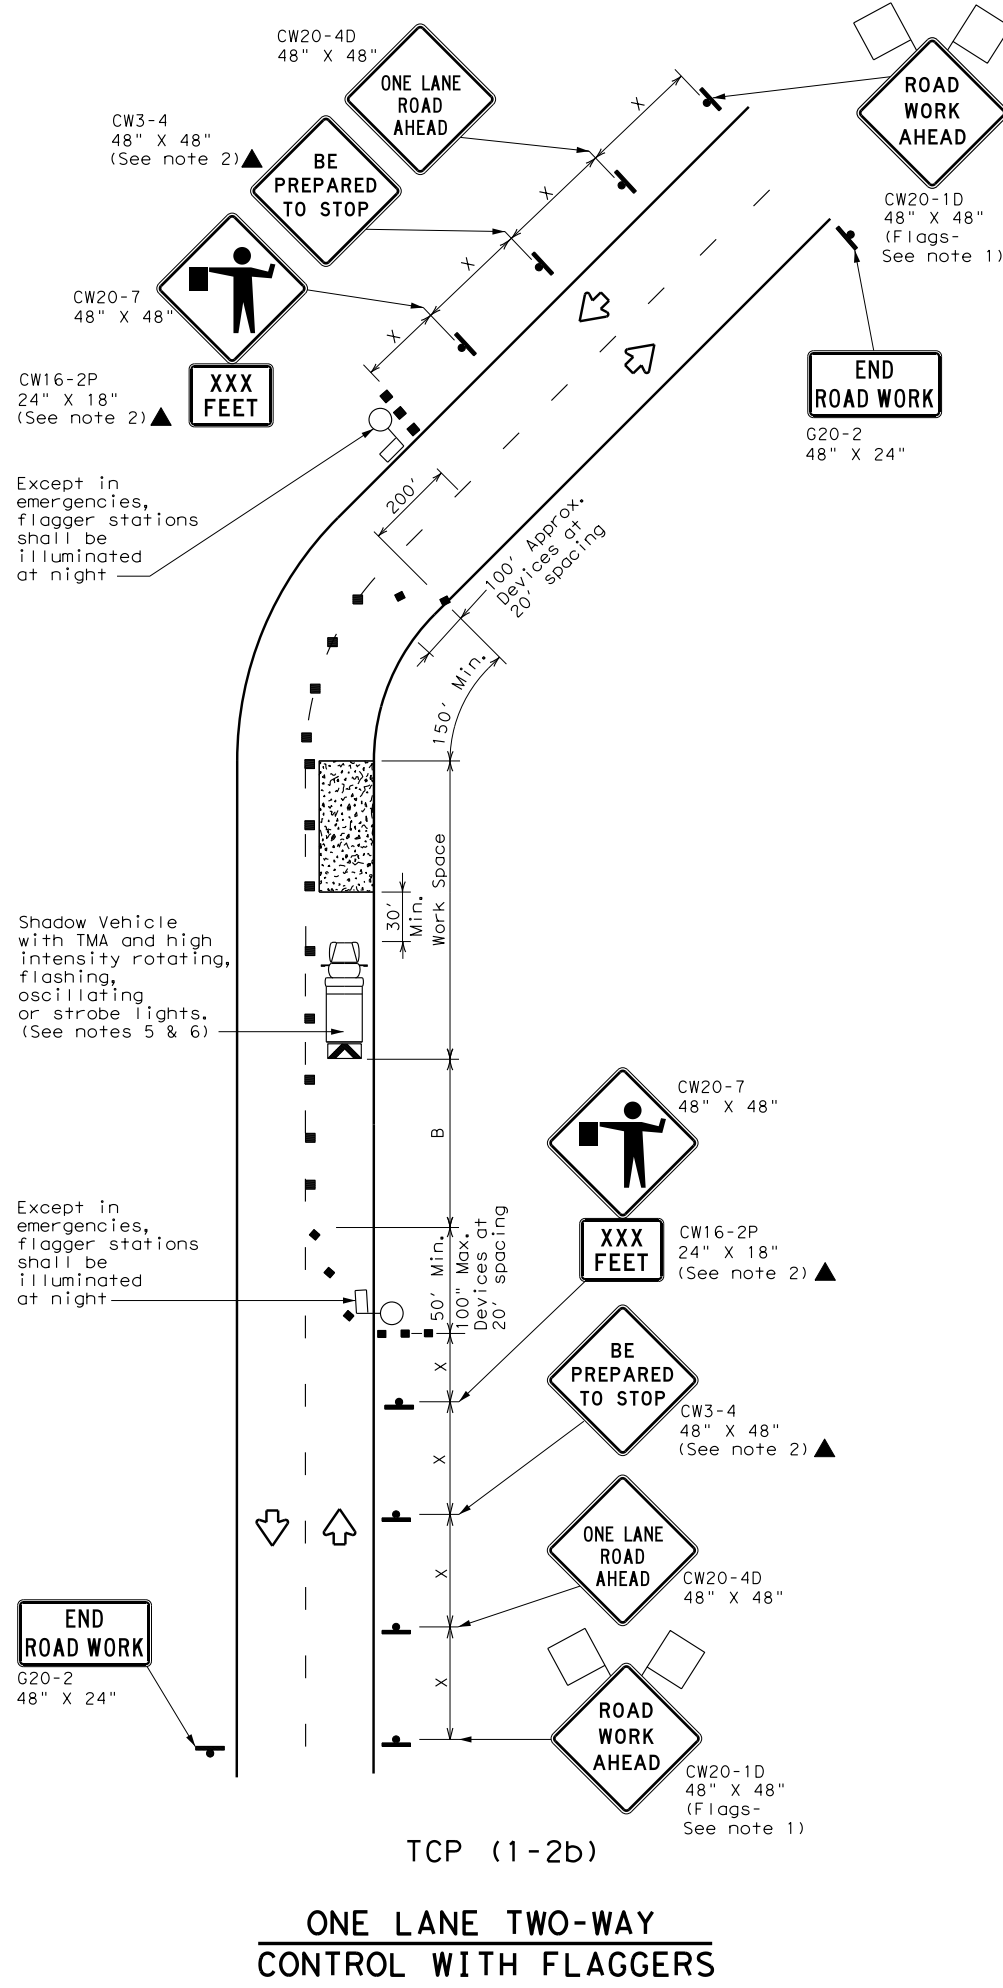 CW20-4D
48" X 48"
ONE LANE
ROAD
AHEAD
ROAD
WORK
AHEAD
CW20-1D
48" X 48"
(Flags-
See note 1)
CW3-4
48" X 48"
(See note 2)
BE
PREPARED
TO STOP
CW20-7
48" X 48"
CW16-2P
24" X 18"
(See note 2)
XXX
FEET
X
X
X
X
END
ROAD WORK
G20-2
48" X 24"
Except in
emergencies,
flagger stations
shall be
illuminated
at night
200'
100' Approx.
Devices at
20' spacing
150' Min.
Work Space
30'
Min.
Shadow Vehicle
with TMA and high
intensity rotating,
flashing,
oscillating
or strobe lights.
(See notes 5 & 6)
B
CW20-7
48" X 48"
XXX
FEET
CW16-2P
24" X 18"
(See note 2)
Except in
emergencies,
flagger stations
shall be
illuminated
at night
50' Min.
100" Max.
Devices at
20' spacing
X
X
X
X
BE
PREPARED
TO STOP
CW3-4
48" X 48"
(See note 2)
ONE LANE
ROAD
AHEAD
CW20-4D
48" X 48"
END
ROAD WORK
G20-2
48" X 24"
ROAD
WORK
AHEAD
CW20-1D
48" X 48"
(Flags-
See note 1)
TCP (1-2b)
ONE LANE TWO-WAY
CONTROL WITH FLAGGERS